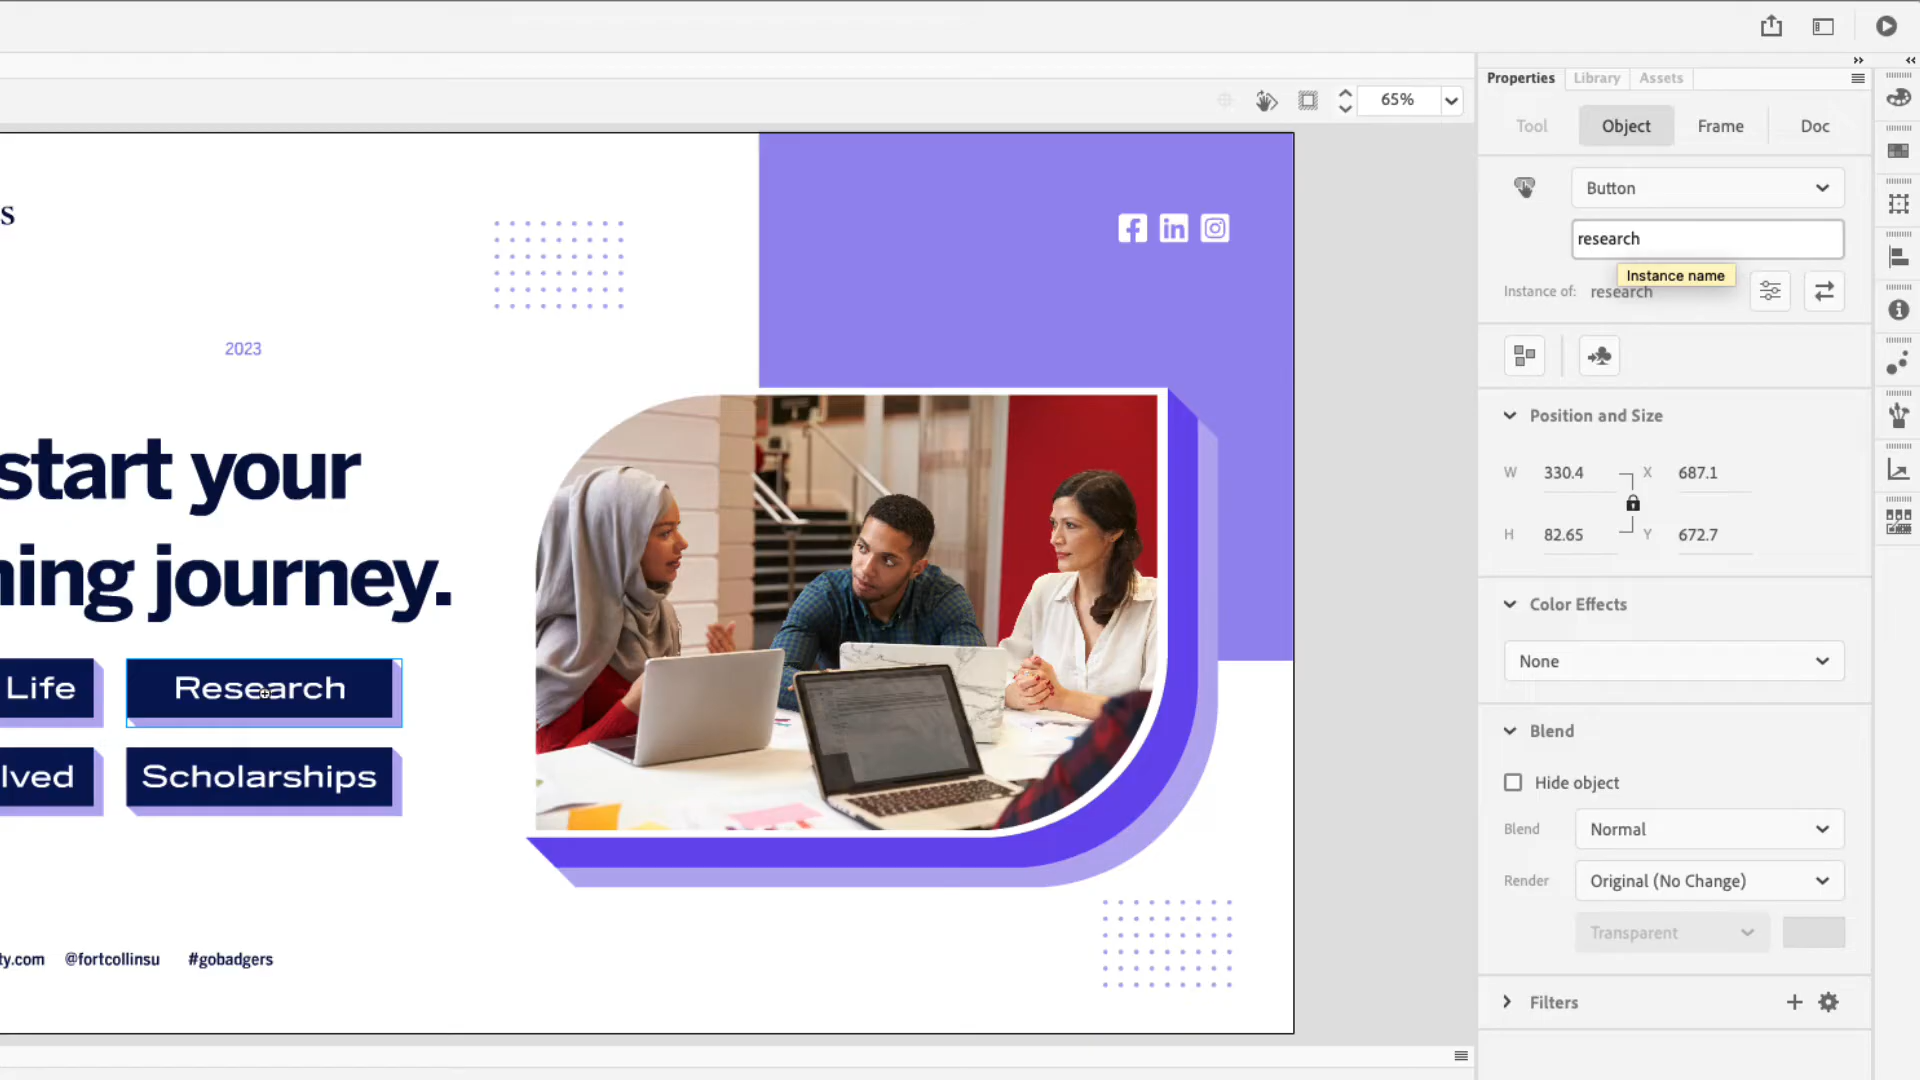 65%
Properties
Library
Assets
Tool
Object
Frame
Doc
Button
research
Instance name
Instance of: research
s
2023
start your
ning journey.
Life
Research
lved
Scholarships
ty.com @fortcollinsu #gobadgers
Position and Size
W 330.4 X 687.1
H 82.65 Y 672.7
Color Effects
None
Blend
Hide object
Blend Normal
Render Original (No Change)
Transparent
Filters